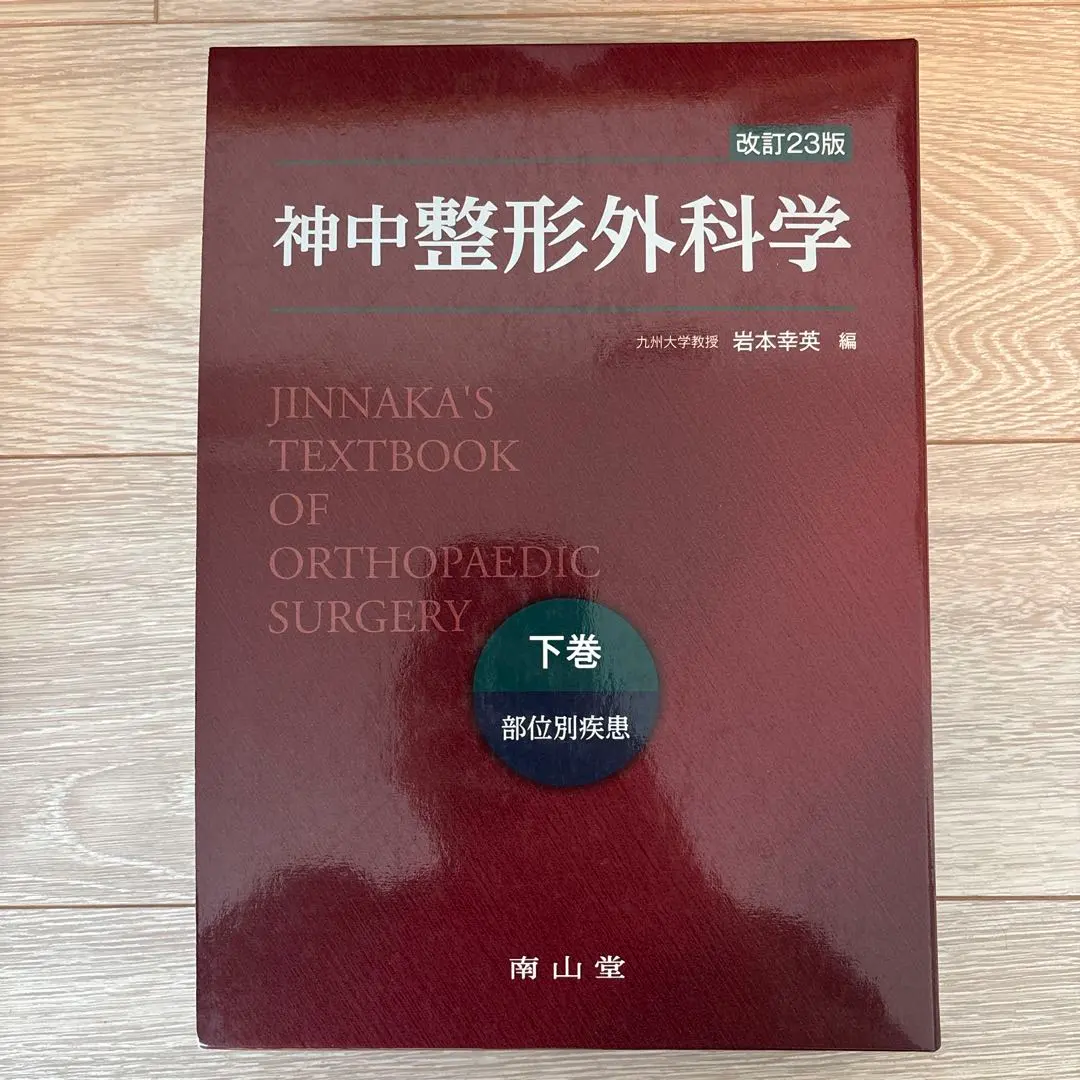 改訂23版
神中整形外科学
九州大学教授 岩本幸英 編
JINNAKA'S
TEXTBOOK
OF
ORTHOPAEDIC
SURGERY
下巻
部位別疾患
南山堂